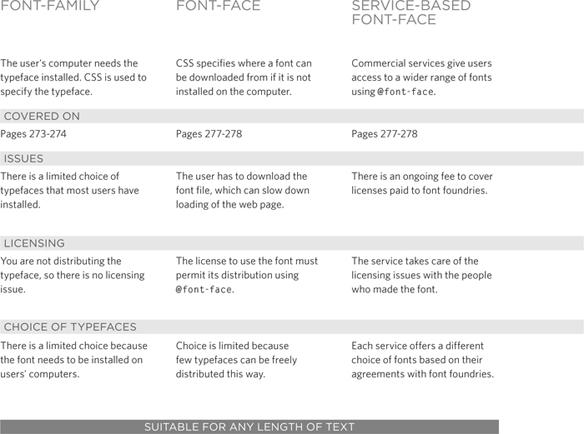 FONT-FAMILY
The user's computer needs the
typeface installed. CSS is used to
specify the typeface.
FONT-FACE
CSS specifies where a font can
be downloaded from if it is not
installed on the computer.
SERVICE-BASED
FONT-FACE
Commercial services give users
access to a wider range of fonts
using @font-face.
COVERED ON
Pages 273-274
Pages 277-278
Pages 277-278
ISSUES
There is a limited choice of
typefaces that most users have
installed.
The user has to download the
font file, which can slow down
loading of the web page.
There is an ongoing fee to cover
licenses paid to font foundries.
LICENSING
You are not distributing the
typeface, so there is no licensing
issue.
The license to use the font must
permit its distribution using
@font-face.
The service takes care of the
licensing issues with the people
who made the font.
CHOICE OF TYPEFACES
There is a limited choice because
the font needs to be installed on
users' computers.
Choice is limited because
few typefaces can be freely
distributed this way.
Each service offers a different
choice of fonts based on their
agreements with font foundries.
SUITABLE FOR ANY LENGTH OF TEXT